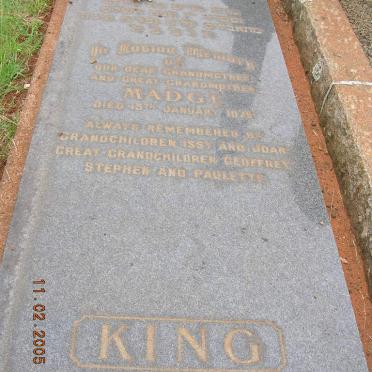 In Loving Memory
OF
OUR DEAR GRANDMOTHER
AND GREAT GRANDMOTHER
MADGE
DIED 15TH JANUARY
ALWAYS REMEMBERED BY
GRANDCHILDREN ISSY AND JOAN
GREAT-GRANDCHILDREN GEOFFREY
STEPHEN AND PAULETTE
KING
11.02.2005